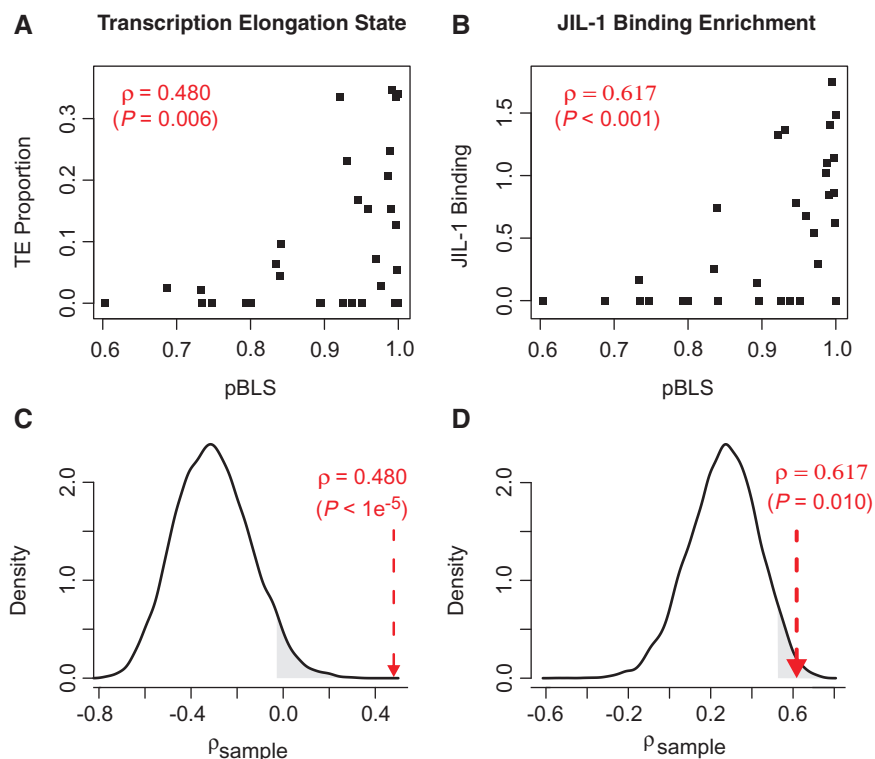 A
Transcription Elongation State
B
JIL-1 Binding Enrichment
ρ = 0.480
(P = 0.006)
TE Proportion
0.0 0.1 0.2 0.3
0.6 0.7 0.8 0.9 1.0
pBLS
ρ = 0.617
(P < 0.001)
JIL-1 Binding
0.0 0.5 1.0 1.5
0.6 0.7 0.8 0.9 1.0
pBLS
C
ρ = 0.480
(P < 1e-5)
Density
0.0 1.0 2.0
-0.8 -0.4 0.0 0.4
ρsample
D
ρ = 0.617
(P = 0.010)
Density
0.0 1.0 2.0
-0.6 -0.2 0.2 0.6
ρsample